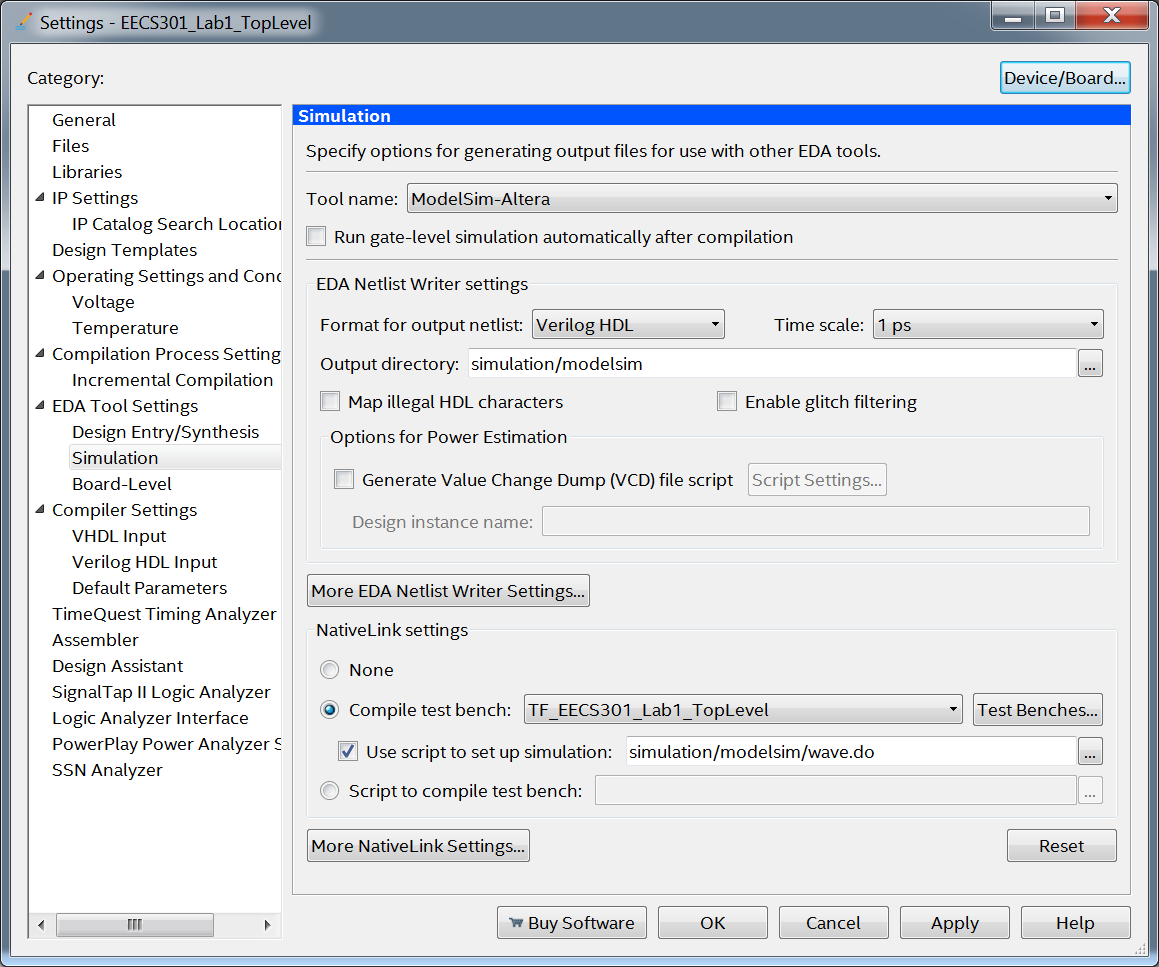 Settings - EECS301_Lab1_TopLevel
Category:
Device/Board...
General
Files
Libraries
IP Settings
IP Catalog Search Location
Design Templates
Operating Settings and Cond
Voltage
Temperature
Compilation Process Setting
Incremental Compilation
EDA Tool Settings
Design Entry/Synthesis
Simulation
Board-Level
Compiler Settings
VHDL Input
Verilog HDL Input
Default Parameters
TimeQuest Timing Analyzer
Assembler
Design Assistant
SignalTap II Logic Analyzer
Logic Analyzer Interface
PowerPlay Power Analyzer S
SSN Analyzer
Simulation
Specify options for generating output files for use with other EDA tools.
Tool name: ModelSim-Altera
Run gate-level simulation automatically after compilation
EDA Netlist Writer settings
Format for output netlist: Verilog HDL Time scale: 1 ps
Output directory: simulation/modelsim ...
Map illegal HDL characters Enable glitch filtering
Options for Power Estimation
Generate Value Change Dump (VCD) file script Script Settings...
Design instance name:
More EDA Netlist Writer Settings...
NativeLink settings
None
Compile test bench: TF_EECS301_Lab1_TopLevel Test Benches...
Use script to set up simulation: simulation/modelsim/wave.do ...
Script to compile test bench: ...
More NativeLink Settings... Reset
Buy Software OK Cancel Apply Help